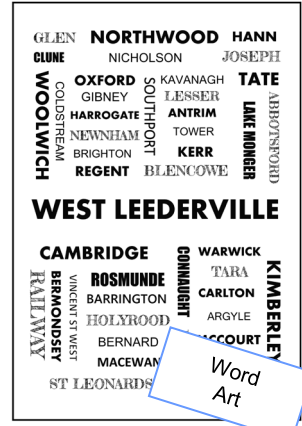 GLEN NORTHWOOD HANN
CLUNE NICHOLSON JOSEPH
WOOLWICH
COLDSTREAM
OXFORD
GIBNEY
HARROGATE
NEWNHAM
BRIGHTON
REGENT
SOUTHPORT
KAVANAGH
LESSER
ANTRIM
TOWER
KERR
BLENCOWE
TATE
LAKE MONGER
ABBOTSFORD
WEST LEEDERVILLE
CAMBRIDGE
RAILWAY
BERMONDSEY
VINCENT ST WEST
ROSMUNDE
BARRINGTON
HOLYROOD
BERNARD
MACEWAN
ST LEONARDS
CONNAUGHT
WARWICK
TARA
CARLTON
ARGYLE
KIMBERLEY
Word
Art